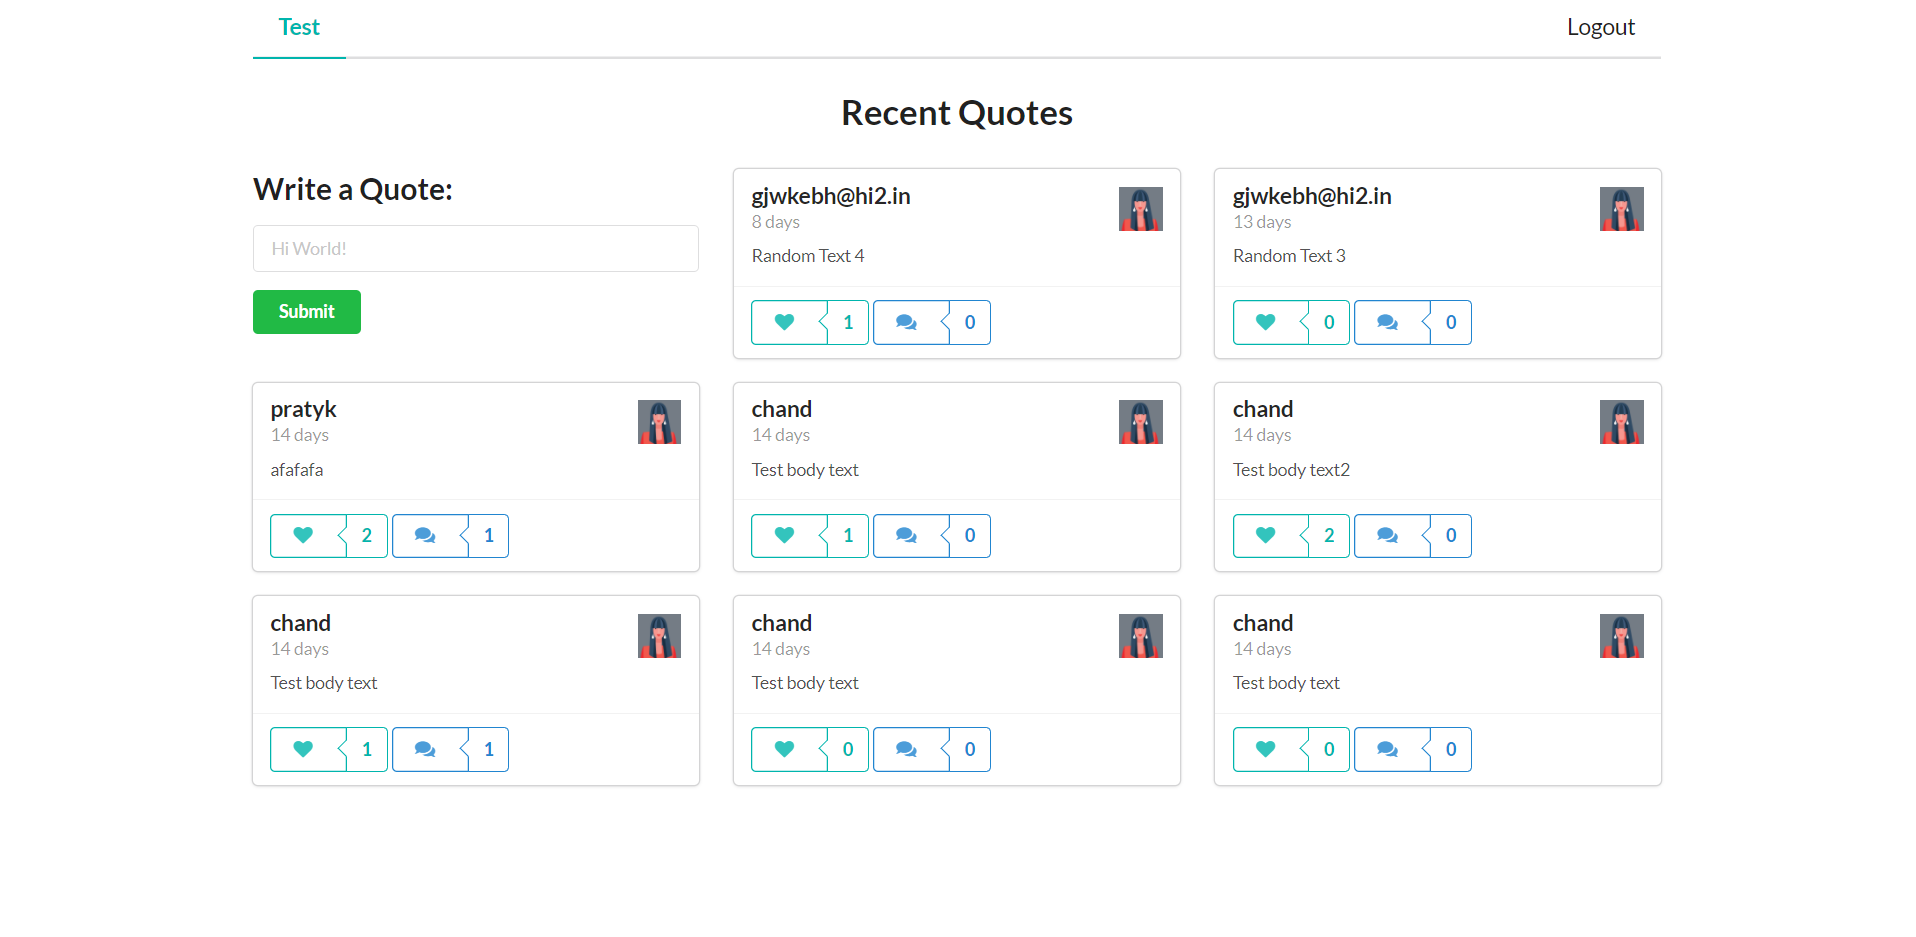 Test
Logout
Recent Quotes
Write a Quote:
Hi World!
Submit
gjwkebh@hi2.in
8 days
Random Text 4
1
0
gjwkebh@hi2.in
13 days
Random Text 3
0
0
pratyk
14 days
afafafa
2
1
chand
14 days
Test body text
1
0
chand
14 days
Test body text2
2
0
chand
14 days
Test body text
1
1
chand
14 days
Test body text
0
0
chand
14 days
Test body text
0
0